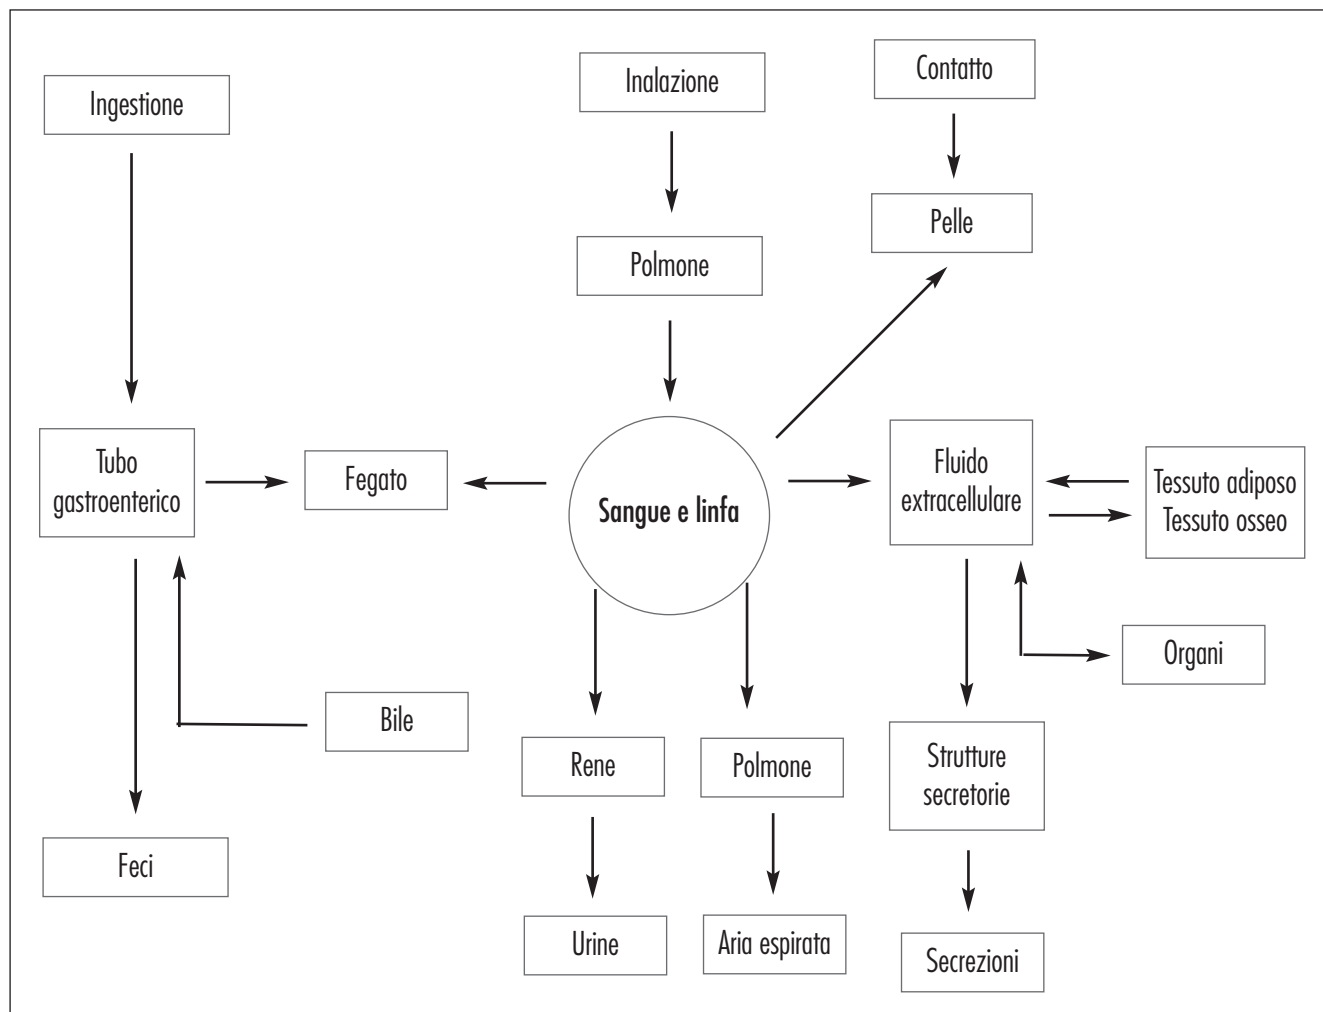 Ingestione
Inalazione
Contatto
Pelle
Polmone
Tubo
gastroenterico
Fegato
Sangue e linfa
Fluido
extracellulare
Tessuto adiposo
Tessuto osseo
Organi
Bile
Rene
Polmone
Strutture
secretorie
Feci
Urine
Aria espirata
Secrezioni